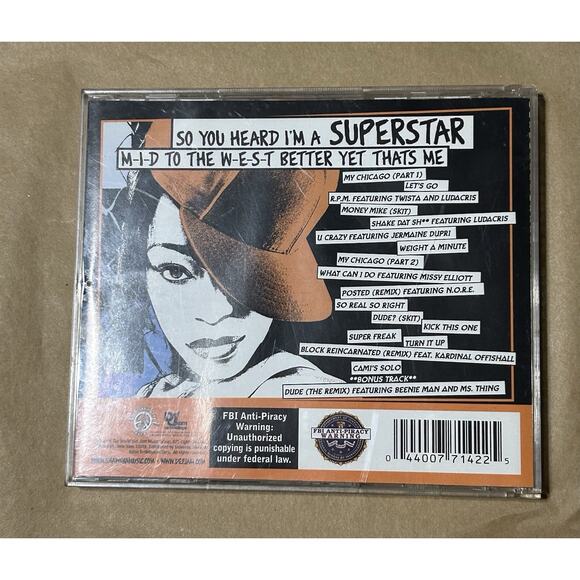 SO YOU HEARD I'M A SUPERSTAR
M-I-D TO THE W-E-S-T BETTER YET THATS ME
MY CHICAGO (PART 1)
LET'S GO
R.P.M. FEATURING TWISTA AND LUDACRIS
MONEY MIKE (SKIT)
SHAKE DAT SH** FEATURING LUDACRIS
U CRAZY FEATURING JERMAINE DUPRI
WEIGHT A MINUTE
MY CHICAGO (PART 2)
WHAT CAN I DO FEATURING MISSY ELLIOTT
POSTED (REMIX) FEATURING N.O.R.E.
SO REAL SO RIGHT
DUDE? (SKIT)
KICK THIS ONE
SUPER FREAK
TURN IT UP
BLOCK REINCARNATED (REMIX) FEAT. KARDINAL OFFISHALL
CAMI'S SOLO
**BONUS TRACK**
DUDE (THE REMIX) FEATURING BEENIE MAN AND MS. THING
FBI Anti-Piracy
Warning:
Unauthorized
copying is punishable
under federal law.
FBI ANTI-PIRACY
WARNING
0 44007 71422 5